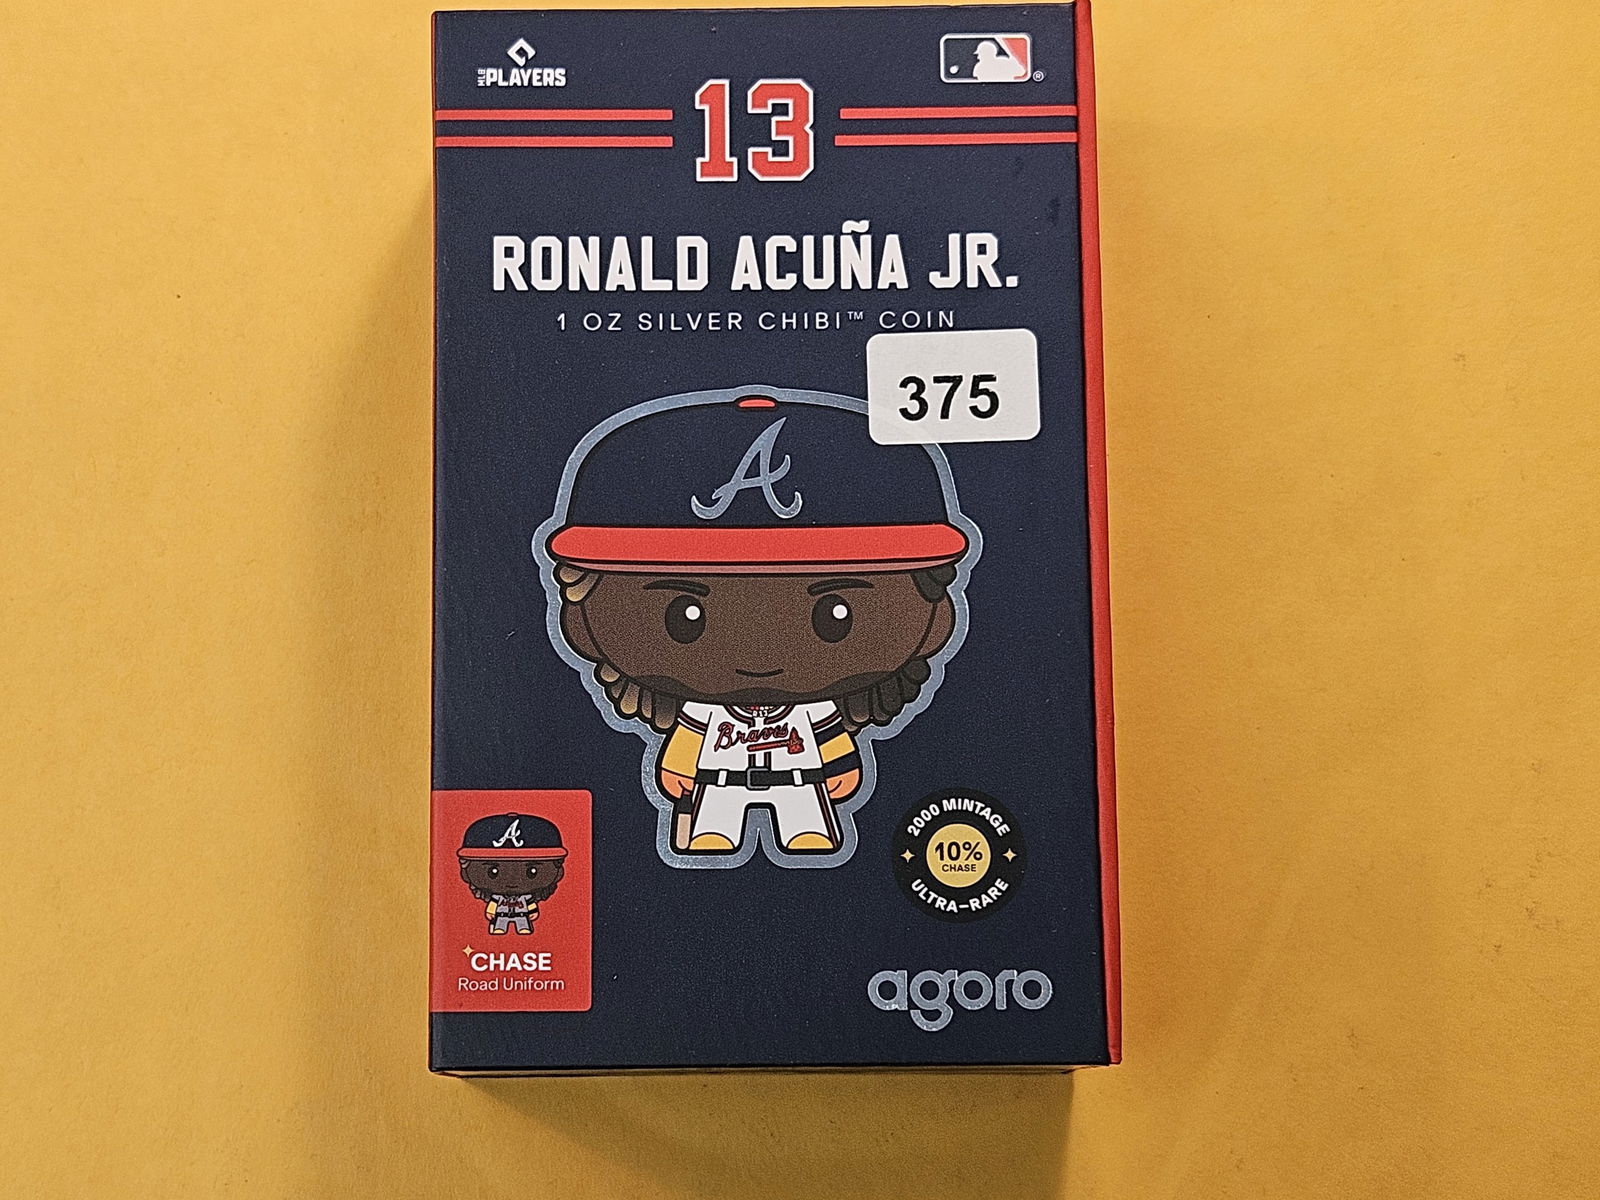 MLB PLAYERS
13
RONALD ACUÑA JR.
1 OZ SILVER CHIBI™ COIN
375
A
Braves
2000 MINTAGE
10%
CHASE
ULTRA-RARE
A
CHASE
Road Uniform
agoro
®